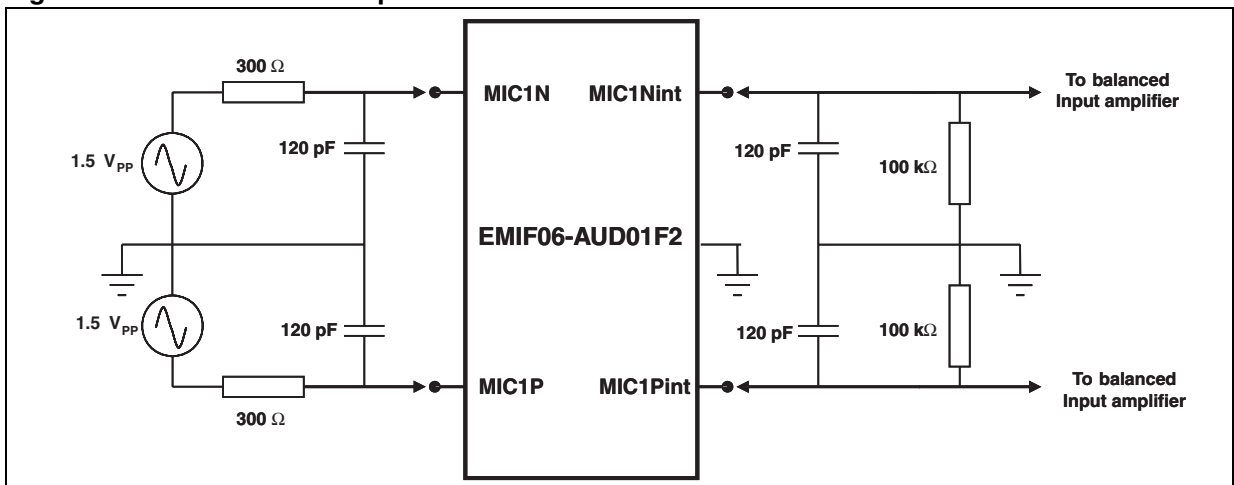 300 Ω
MIC1N MIC1Nint
To balanced
Input amplifier
120 pF
120 pF
1.5 VPP
100 kΩ
EMIF06-AUD01F2
1.5 VPP
120 pF
120 pF
100 kΩ
MIC1P MIC1Pint
To balanced
Input amplifier
300 Ω